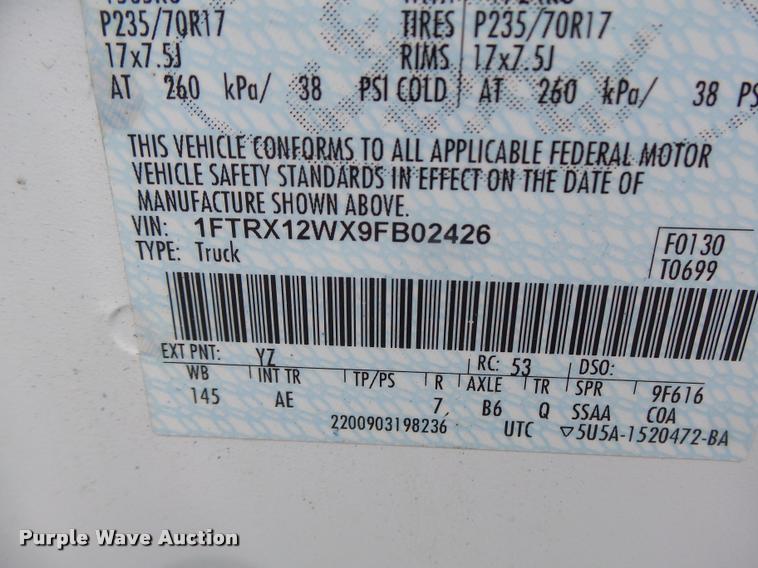 P235/70R17 TIRES P235/70R17
17x7.5J RIMS 17x7.5J
AT 260 kPa/ 38 PSI COLD AT 260 kPa/ 38 PS
THIS VEHICLE CONFORMS TO ALL APPLICABLE FEDERAL MOTOR
VEHICLE SAFETY STANDARDS IN EFFECT ON THE DATE OF
MANUFACTURE SHOWN ABOVE.
VIN: 1FTRX12WX9FB02426 F0130
TYPE: Truck T0699
EXT PNT: YZ RC: 53 DSO:
WB INT TR TP/PS R AXLE TR SPR 9F616
145 AE 7, B6 Q SSAA COA
2200903198236 UTC ▽5U5A-1520472-BA
Purple Wave Auction